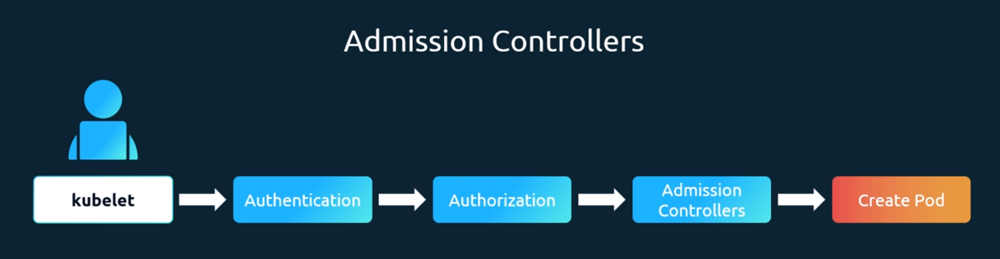 Admission Controllers
kubelet
Authentication
Authorization
Admission
Controllers
Create Pod